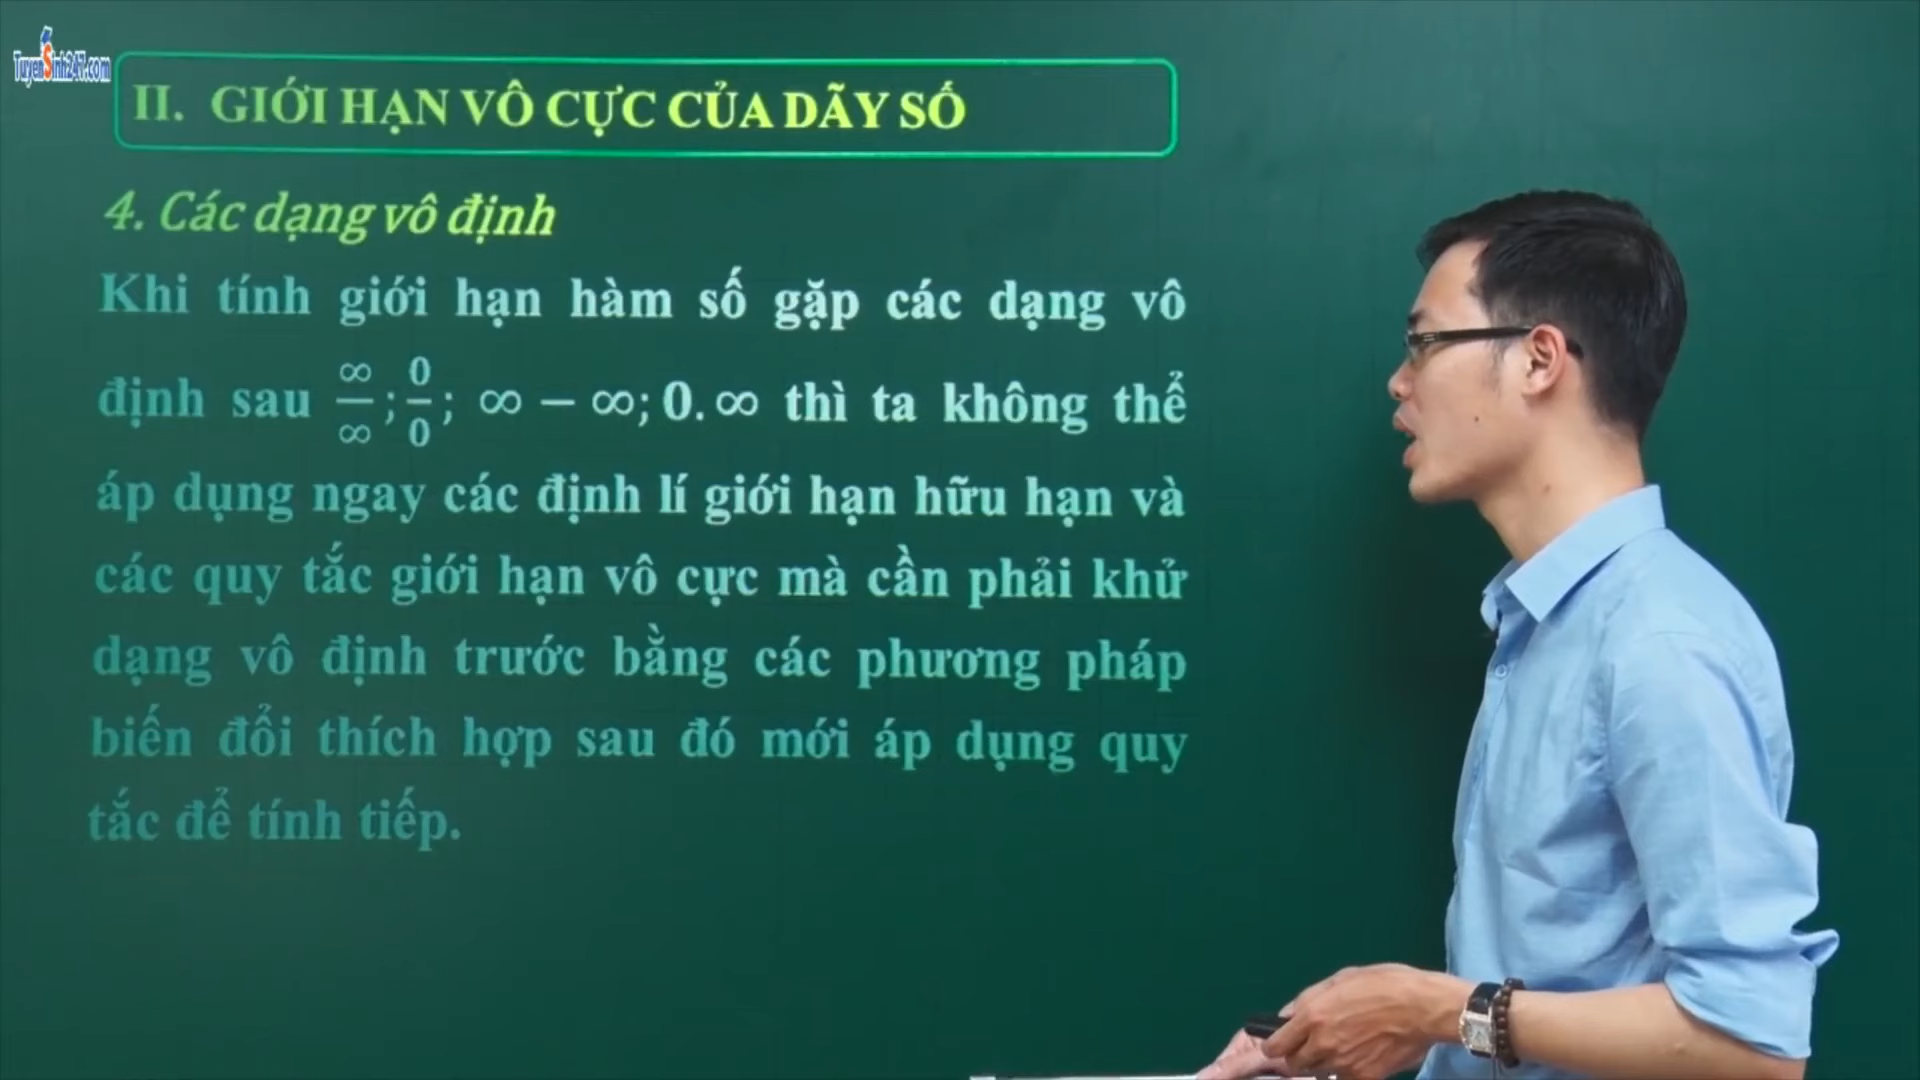 TuyenSinh247.com
II. GIỚI HẠN VÔ CỰC CỦA DÃY SỐ
4. Các dạng vô định
Khi tính giới hạn hàm số gặp các dạng vô
định sau ∞/∞; 0/0; ∞ − ∞; 0.∞ thì ta không thể
áp dụng ngay các định lí giới hạn hữu hạn và
các quy tắc giới hạn vô cực mà cần phải khử
dạng vô định trước bằng các phương pháp
biến đổi thích hợp sau đó mới áp dụng quy
tắc để tính tiếp.